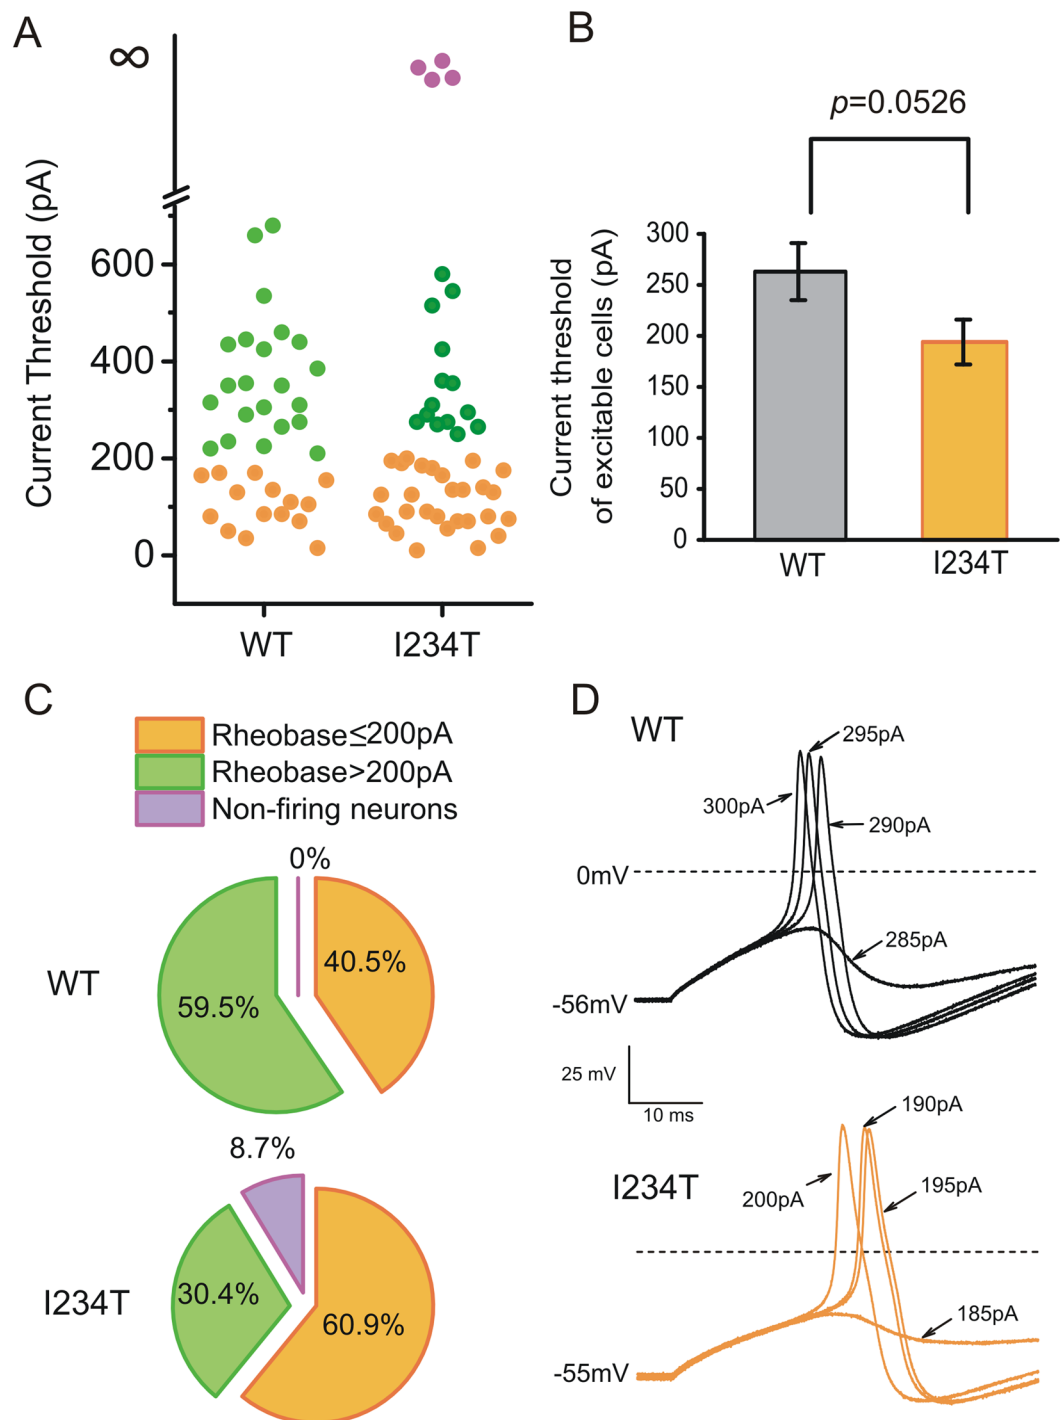 A
∞
Current Threshold (pA)
600
400
200
0
WT
I234T
B
p=0.0526
Current threshold
of excitable cells (pA)
300
250
200
150
100
50
0
WT
I234T
C
Rheobase≤200pA
Rheobase>200pA
Non-firing neurons
0%
40.5%
59.5%
WT
8.7%
30.4%
60.9%
I234T
D
WT
295pA
300pA
290pA
0mV
285pA
-56mV
25 mV
10 ms
190pA
I234T
200pA
195pA
185pA
-55mV